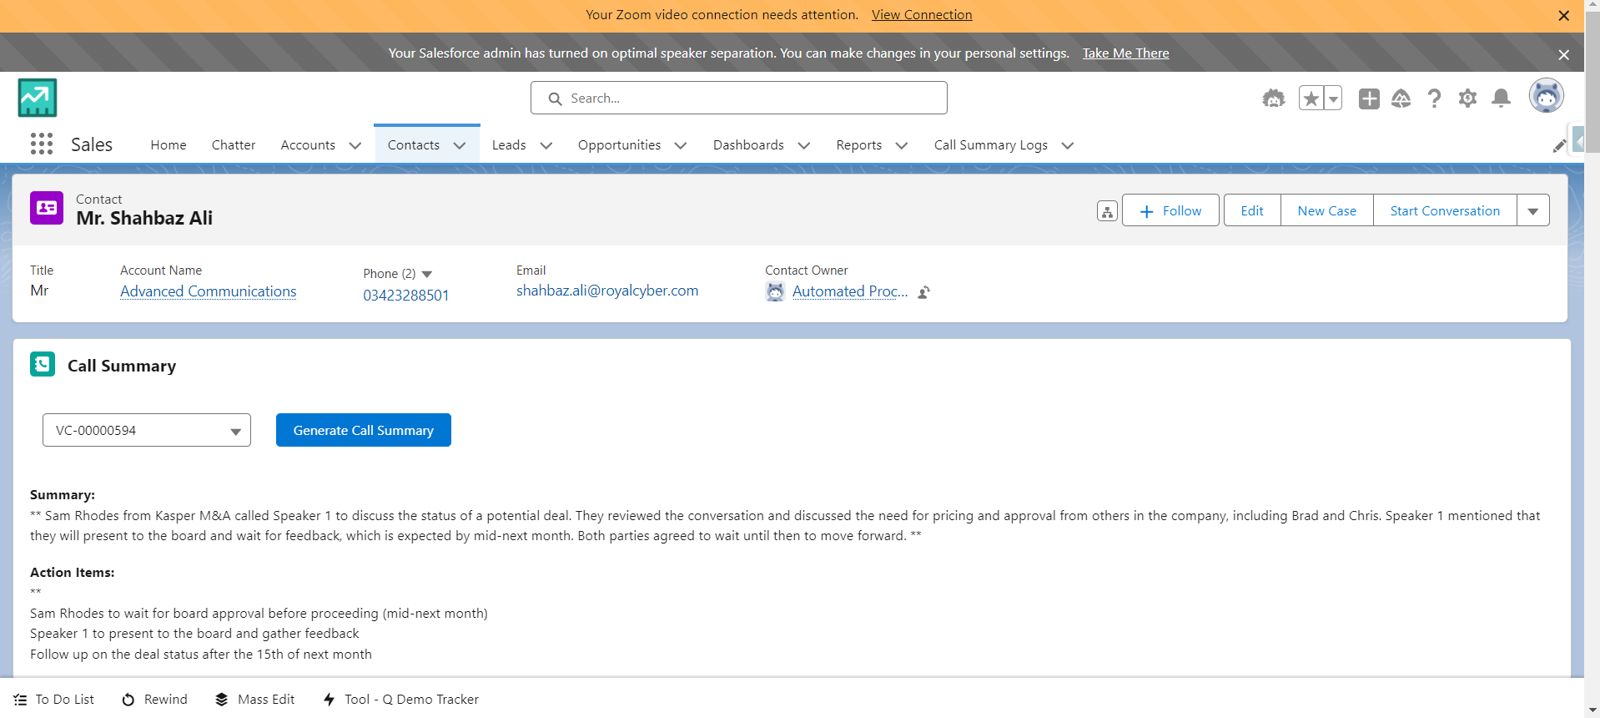 Your Zoom video connection needs attention. View Connection
Your Salesforce admin has turned on optimal speaker separation. You can make changes in your personal settings. Take Me There
Search...
Sales Home Chatter Accounts Contacts Leads Opportunities Dashboards Reports Call Summary Logs
Contact
Mr. Shahbaz Ali
Follow Edit New Case Start Conversation
Title Account Name Phone (2) Email Contact Owner
Mr Advanced Communications 03423288501 shahbaz.ali@royalcyber.com Automated Proc...
Call Summary
VC-00000594 Generate Call Summary
Summary:
** Sam Rhodes from Kasper M&A called Speaker 1 to discuss the status of a potential deal. They reviewed the conversation and discussed the need for pricing and approval from others in the company, including Brad and Chris. Speaker 1 mentioned that
they will present to the board and wait for feedback, which is expected by mid-next month. Both parties agreed to wait until then to move forward. **
Action Items:
**
Sam Rhodes to wait for board approval before proceeding (mid-next month)
Speaker 1 to present to the board and gather feedback
Follow up on the deal status after the 15th of next month
To Do List Rewind Mass Edit Tool - Q Demo Tracker